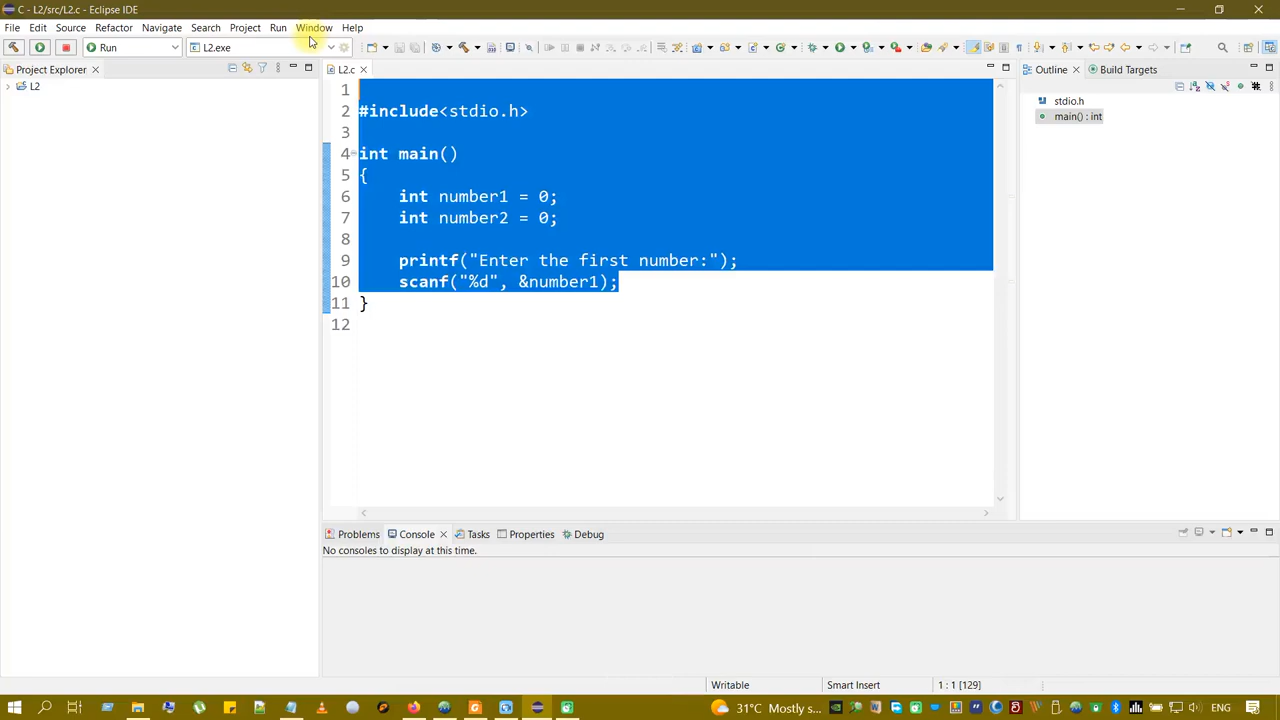 C - L2/src/L2.c - Eclipse IDE
File Edit Source Refactor Navigate Search Project Run Window Help
Run L2.exe
Project Explorer
L2
L2.c
1
2 #include<stdio.h>
3
4 int main()
5 {
6 int number1 = 0;
7 int number2 = 0;
8
9 printf("Enter the first number:");
10 scanf("%d", &number1);
11 }
12
Outline Build Targets
stdio.h
main() : int
Problems Console Tasks Properties Debug
No consoles to display at this time.
Writable Smart Insert 1 : 1 [129]
31°C Mostly s... ENG